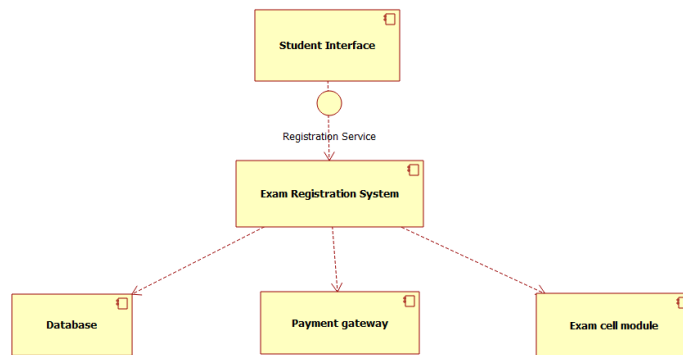 Student Interface
Registration Service
Exam Registration System
Database
Payment gateway
Exam cell module